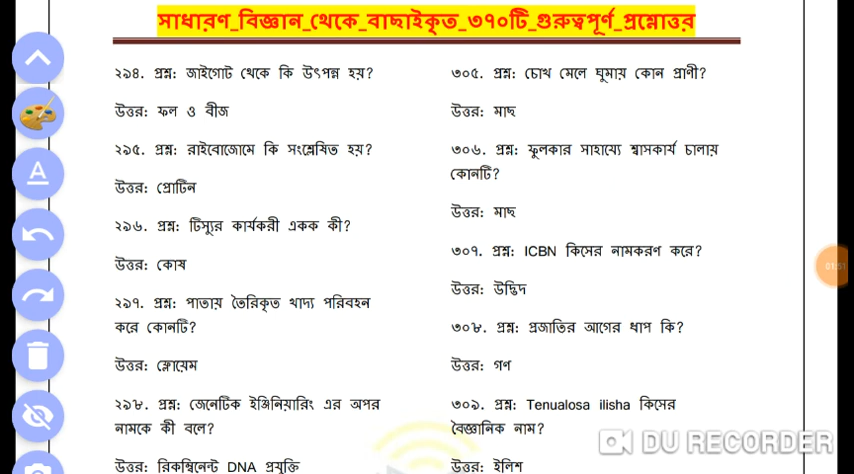 সাধারণ_বিজ্ঞান_থেকে_বাছাইকৃত_৩৭০টি_গুরুত্বপূর্ণ_প্রশ্নোত্তর
২৯৪. প্রশ্ন: জাইগোট থেকে কি উৎপন্ন হয়?
উত্তর: ফল ও বীজ
২৯৫. প্রশ্ন: রাইবোজোমে কি সংশ্লেষিত হয়?
উত্তর: প্রোটিন
২৯৬. প্রশ্ন: টিস্যুর কার্যকরী একক কী?
উত্তর: কোষ
২৯৭. প্রশ্ন: পাতায় তৈরিকৃত খাদ্য পরিবহন
করে কোনটি?
উত্তর: ফ্লোয়েম
২৯৮. প্রশ্ন: জেনেটিক ইঞ্জিনিয়ারিং এর অপর
নামকে কী বলে?
উত্তর: রিকম্বিনেন্ট DNA প্রযুক্তি
৩০৫. প্রশ্ন: চোখ মেলে ঘুমায় কোন প্রাণী?
উত্তর: মাছ
৩০৬. প্রশ্ন: ফুলকার সাহায্যে শ্বাসকার্য চালায়
কোনটি?
উত্তর: মাছ
৩০৭. প্রশ্ন: ICBN কিসের নামকরণ করে?
উত্তর: উদ্ভিদ
৩০৮. প্রশ্ন: প্রজাতির আগের ধাপ কি?
উত্তর: গণ
৩০৯. প্রশ্ন: Tenualosa ilisha কিসের
বৈজ্ঞানিক নাম?
উত্তর: ইলিশ
A
01:51
DU RECORDER